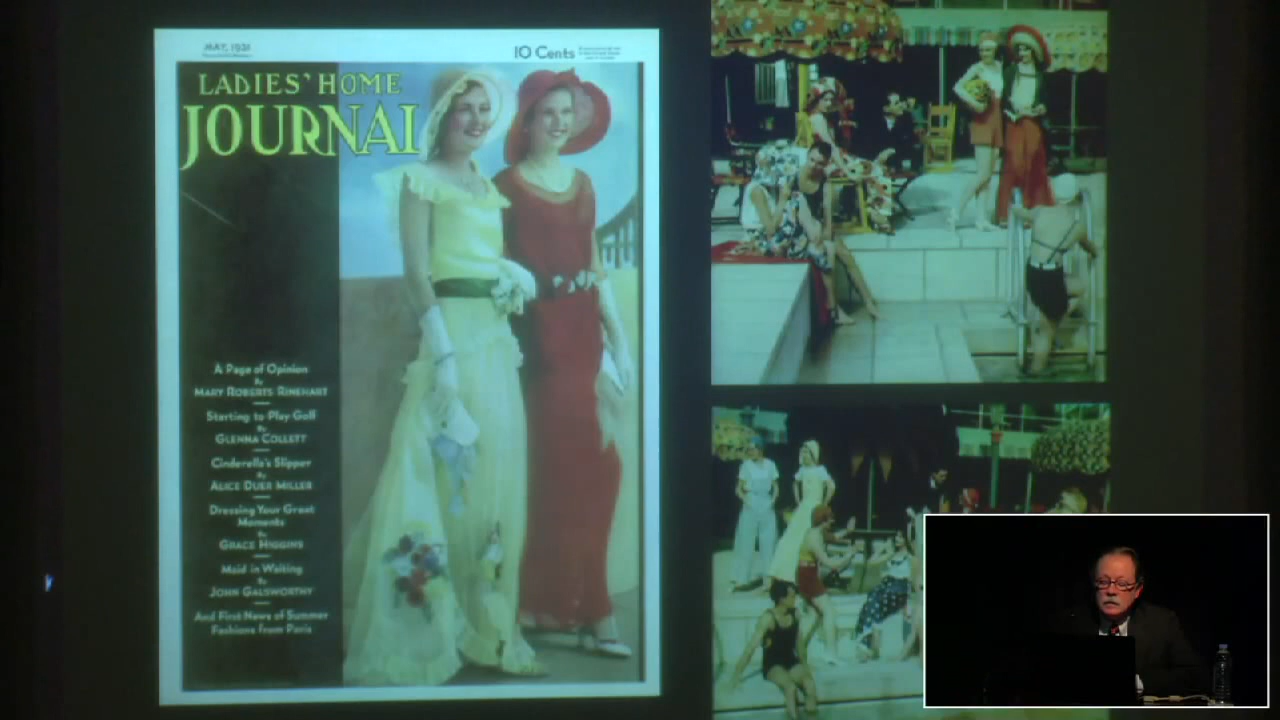 MAY, 1931
10 Cents
LADIES' HOME
JOURNAL
A Page of Opinion
By
MARY ROBERTS RINEHART
Starting to Play Golf
By
GLENNA COLLETT
Cinderella's Slipper
By
ALICE DUER MILLER
Dressing Your Great
Moments
By
GRACE HIGGINS
Maid in Waiting
By
JOHN GALSWORTHY
And First News of Summer
Fashions from Paris